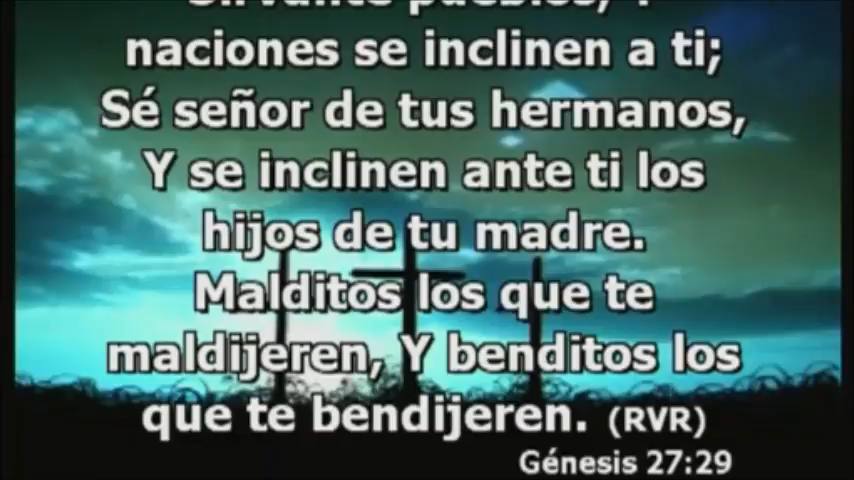 naciones se inclinen a ti;
Sé señor de tus hermanos,
Y se inclinen ante ti los
hijos de tu madre.
Malditos los que te
maldijeren, Y benditos los
que te bendijeren. (RVR)
Génesis 27:29